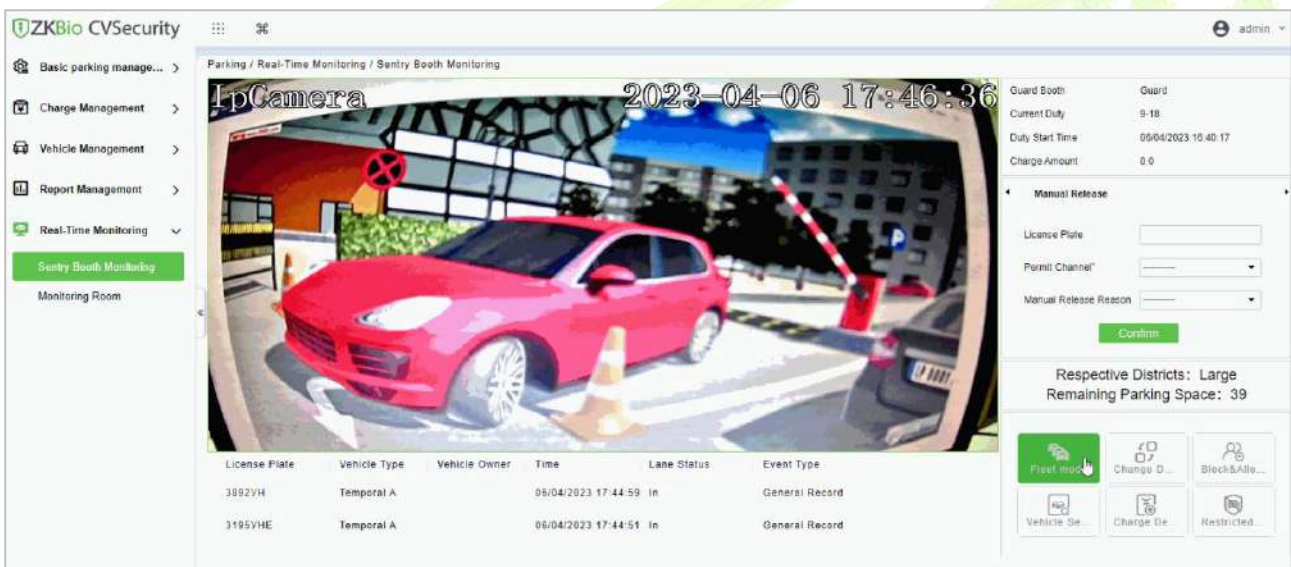 ZKBio CVSecurity
admin
Basic parking manage...
Charge Management
Vehicle Management
Report Management
Real-Time Monitoring
Sentry Booth Monitoring
Monitoring Room
Parking / Real-Time Monitoring / Sentry Booth Monitoring
IpCamera 2023-04-06 17:46:36
P
License Plate Vehicle Type Vehicle Owner Time Lane Status Event Type
3892YH Temporal A 06/04/2023 17:44:59 In General Record
3195VHE Temporal A 06/04/2023 17:44:51 In General Record
Guard Booth Guard
Current Duty 9-18
Duty Start Time 06/04/2023 16:40:17
Charge Amount 0.0
Manual Release
License Plate
Permit Channel*
Manual Release Reason
Confirm
Respective Districts: Large
Remaining Parking Space: 39
Fleet mod Change D... Block&Allo...
Vehicle Se... Charge De... Restricted...